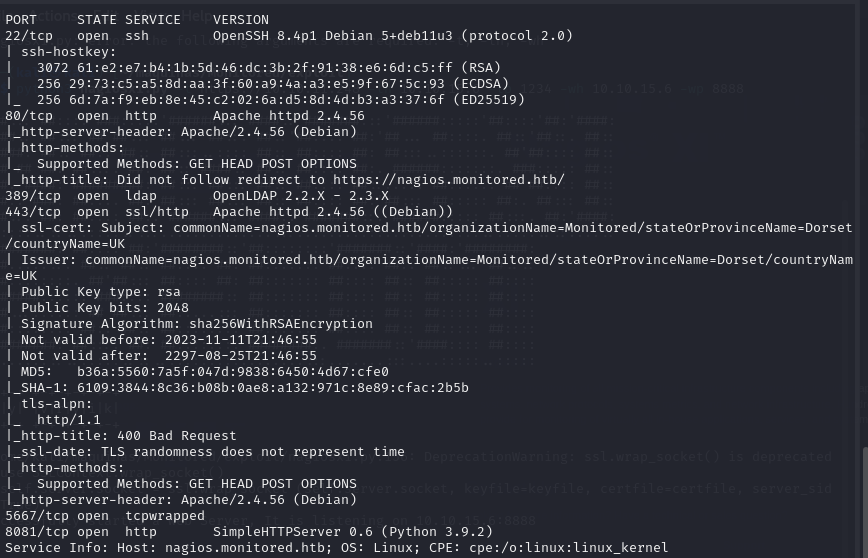 PORT     STATE SERVICE     VERSION
22/tcp   open  ssh         OpenSSH 8.4p1 Debian 5+deb11u3 (protocol 2.0)
| ssh-hostkey:
|   3072 61:e2:e7:b4:1b:5d:46:dc:3b:2f:91:38:e6:6d:c5:ff (RSA)
|   256 29:73:c5:a5:8d:aa:3f:60:a9:4a:a3:e5:9f:67:5c:93 (ECDSA)
|_  256 6d:7a:f9:eb:8e:45:c2:02:6a:d5:8d:4d:b3:a3:37:6f (ED25519)
80/tcp   open  http        Apache httpd 2.4.56
|_http-server-header: Apache/2.4.56 (Debian)
| http-methods:
|_  Supported Methods: GET HEAD POST OPTIONS
|_http-title: Did not follow redirect to https://nagios.monitored.htb/
389/tcp  open  ldap        OpenLDAP 2.2.X - 2.3.X
443/tcp  open  ssl/http    Apache httpd 2.4.56 ((Debian))
| ssl-cert: Subject: commonName=nagios.monitored.htb/organizationName=Monitored/stateOrProvinceName=Dorset
/countryName=UK
| Issuer: commonName=nagios.monitored.htb/organizationName=Monitored/stateOrProvinceName=Dorset/countryNam
e=UK
| Public Key type: rsa
| Public Key bits: 2048
| Signature Algorithm: sha256WithRSAEncryption
| Not valid before: 2023-11-11T21:46:55
| Not valid after:  2297-08-25T21:46:55
| MD5:   b36a:5560:7a5f:047d:9838:6450:4d67:cfe0
|_SHA-1: 6109:3844:8c36:b08b:0ae8:a132:971c:8e89:cfac:2b5b
| tls-alpn:
|_  http/1.1
|_http-title: 400 Bad Request
|_ssl-date: TLS randomness does not represent time
| http-methods:
|_  Supported Methods: GET HEAD POST OPTIONS
|_http-server-header: Apache/2.4.56 (Debian)
5667/tcp open  tcpwrapped
8081/tcp open  http        SimpleHTTPServer 0.6 (Python 3.9.2)
Service Info: Host: nagios.monitored.htb; OS: Linux; CPE: cpe:/o:linux:linux_kernel